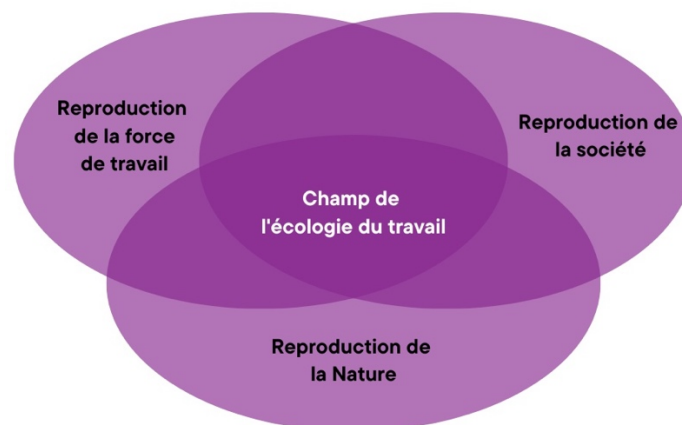 Reproduction
de la force
de travail
Reproduction de
la société
Champ de
l'écologie du travail
Reproduction de
la Nature